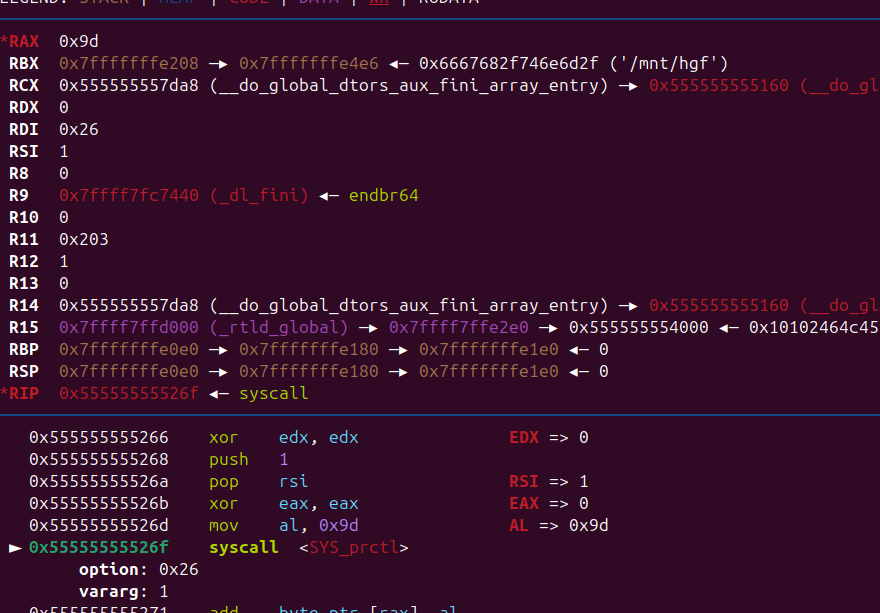 LEGEND: STACK | HEAP | CODE | DATA | WX | RODATA
*RAX  0x9d
 RBX  0x7fffffffe208 —▸ 0x7fffffffe4e6 ◂— 0x6667682f746e6d2f ('/mnt/hgf')
 RCX  0x555555557da8 (__do_global_dtors_aux_fini_array_entry) —▸ 0x555555555160 (__do_gl
 RDX  0
 RDI  0x26
 RSI  1
 R8   0
 R9   0x7ffff7fc7440 (_dl_fini) ◂— endbr64
 R10  0
 R11  0x203
 R12  1
 R13  0
 R14  0x555555557da8 (__do_global_dtors_aux_fini_array_entry) —▸ 0x555555555160 (__do_gl
 R15  0x7ffff7ffd000 (_rtld_global) —▸ 0x7ffff7ffe2e0 —▸ 0x555555554000 ◂— 0x10102464c45
 RBP  0x7fffffffe0e0 —▸ 0x7fffffffe180 —▸ 0x7fffffffe1e0 ◂— 0
 RSP  0x7fffffffe0e0 —▸ 0x7fffffffe180 —▸ 0x7fffffffe1e0 ◂— 0
*RIP  0x55555555526f ◂— syscall
0x555555555266    xor    edx, edx    EDX => 0
0x555555555268    push   1
0x55555555526a    pop    rsi    RSI => 1
0x55555555526b    xor    eax, eax    EAX => 0
0x55555555526d    mov    al, 0x9d    AL => 0x9d
► 0x55555555526f    syscall  <SYS_prctl>
option: 0x26
vararg: 1
0x555555555271    add    byte ptr [rax], al